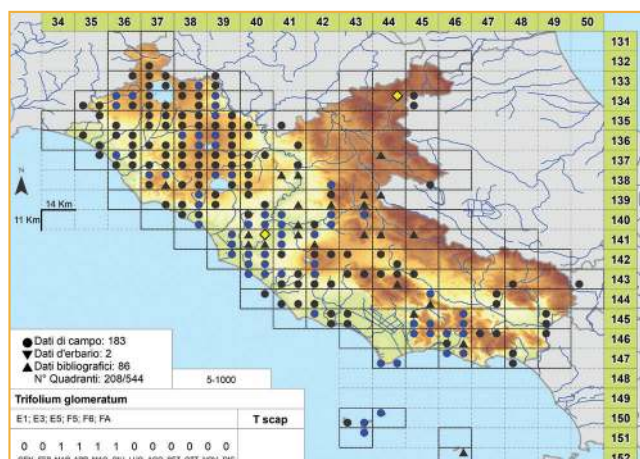 34 35 36 37 38 39 40 41 42 43 44 45 46 47 48 49 50
131
132
133
134
135
136
137
138
139
140
141
142
143
144
145
146
147
148
149
150
151
152
N
14 Km
11 Km
Dati di campo: 183
Dati d'erbario: 2
Dati bibliografici: 86
N° Quadranti: 208/544
5-1000
Trifolium glomeratum
E1; E3; E5; F5; F6; FA
T scap
0 0 1 1 1 1 0 0 0 0 0 0